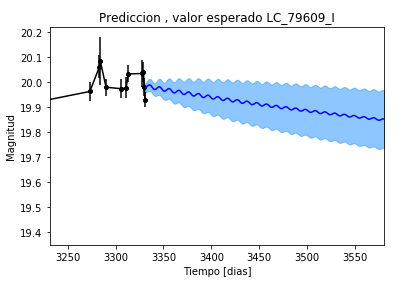 Prediccion , valor esperado LC_79609_I
20.2
20.1
20.0
19.9
19.8
19.7
19.6
19.5
19.4
Magnitud
3250 3300 3350 3400 3450 3500 3550
Tiempo [dias]